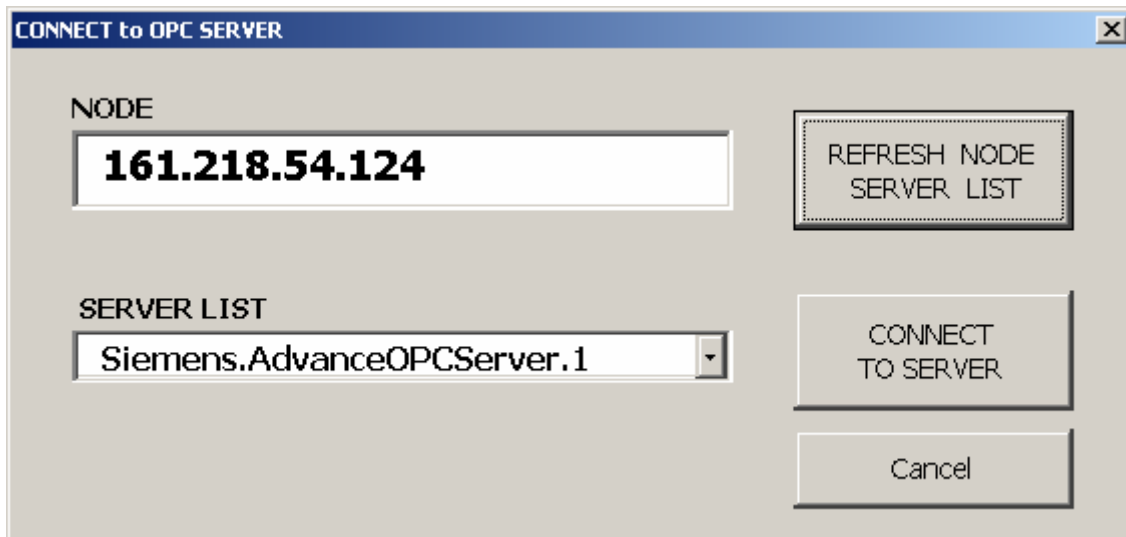 CONNECT to OPC SERVER
NODE
161.218.54.124
REFRESH NODE
SERVER LIST
SERVER LIST
Siemens.AdvanceOPCServer.1
CONNECT
TO SERVER
Cancel